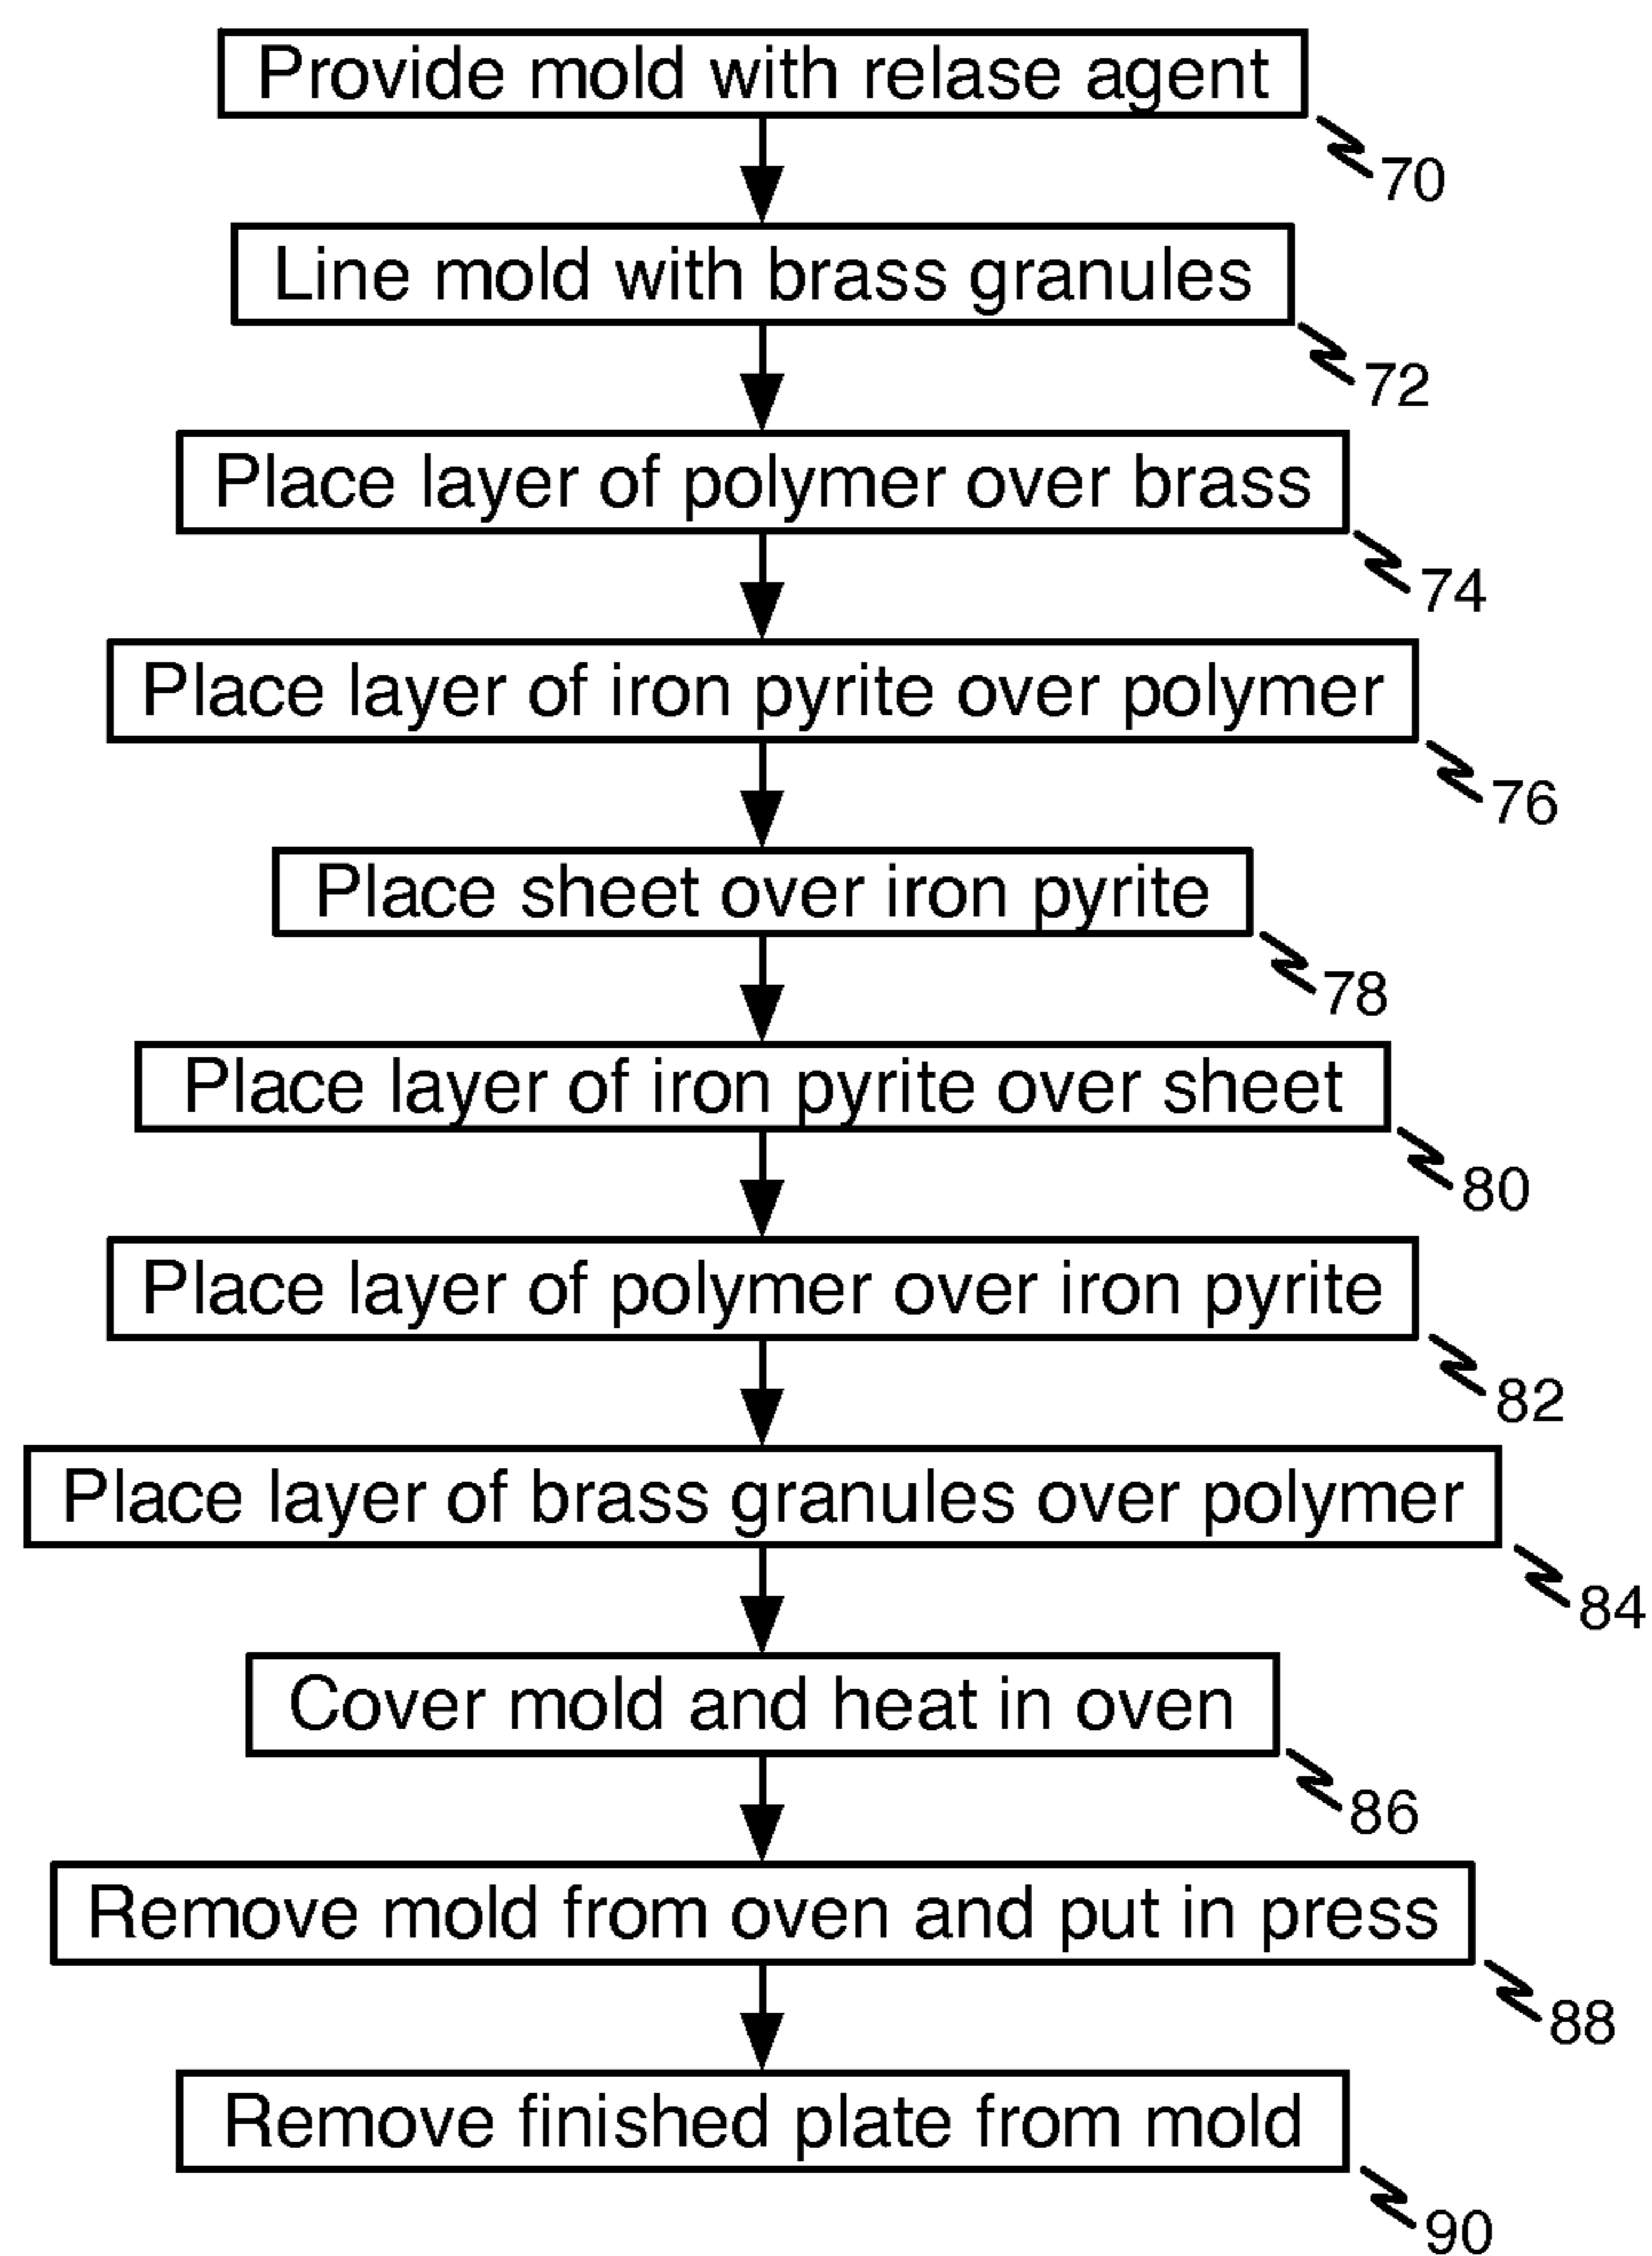 Provide mold with relase agent
70
Line mold with brass granules
72
Place layer of polymer over brass
74
Place layer of iron pyrite over polymer
76
Place sheet over iron pyrite
78
Place layer of iron pyrite over sheet
80
Place layer of polymer over iron pyrite
82
Place layer of brass granules over polymer
84
Cover mold and heat in oven
86
Remove mold from oven and put in press
88
Remove finished plate from mold
90